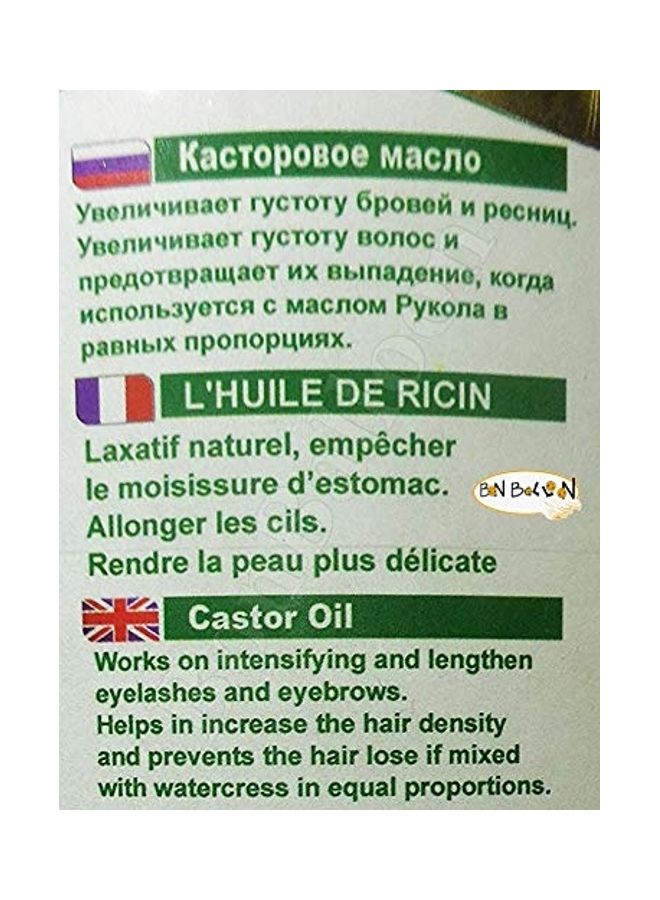 Касторовое масло
Увеличивает густоту бровей и ресниц.
Увеличивает густоту волос и
предотвращает их выпадение, когда
используется с маслом Рукола в
равных пропорциях.
L'HUILE DE RICIN
Laxatif naturel, empêcher
le moisissure d'estomac.
Allonger les cils.
Rendre la peau plus délicate
Castor Oil
Works on intensifying and lengthen
eyelashes and eyebrows.
Helps in increase the hair density
and prevents the hair lose if mixed
with watercress in equal proportions.